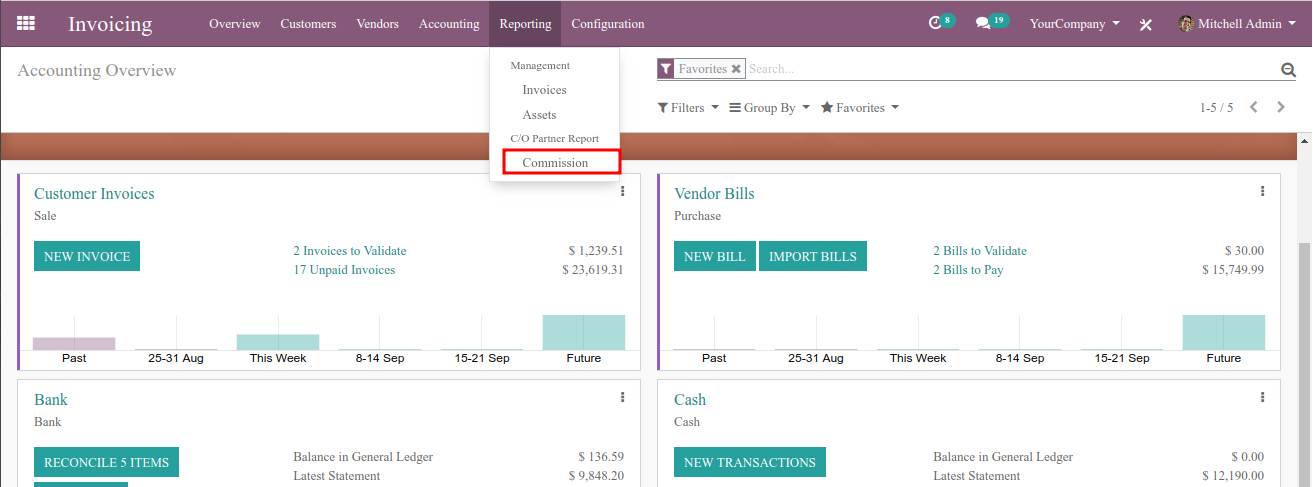 Invoicing Overview Customers Vendors Accounting Reporting Configuration 8 19 YourCompany Mitchell Admin
Accounting Overview
Favorites Search...
Filters Group By Favorites 1-5 / 5
Management
Invoices
Assets
C/O Partner Report
Commission
Customer Invoices
Sale
NEW INVOICE
2 Invoices to Validate $ 1,239.51
17 Unpaid Invoices $ 23,619.31
Past 25-31 Aug This Week 8-14 Sep 15-21 Sep Future
Vendor Bills
Purchase
NEW BILL IMPORT BILLS
2 Bills to Validate $ 30.00
2 Bills to Pay $ 15,749.99
Past 25-31 Aug This Week 8-14 Sep 15-21 Sep Future
Bank
Bank
RECONCILE 5 ITEMS
Balance in General Ledger $ 136.59
Latest Statement $ 9,848.20
Cash
Cash
NEW TRANSACTIONS
Balance in General Ledger $ 0.00
Latest Statement $ 12,190.00